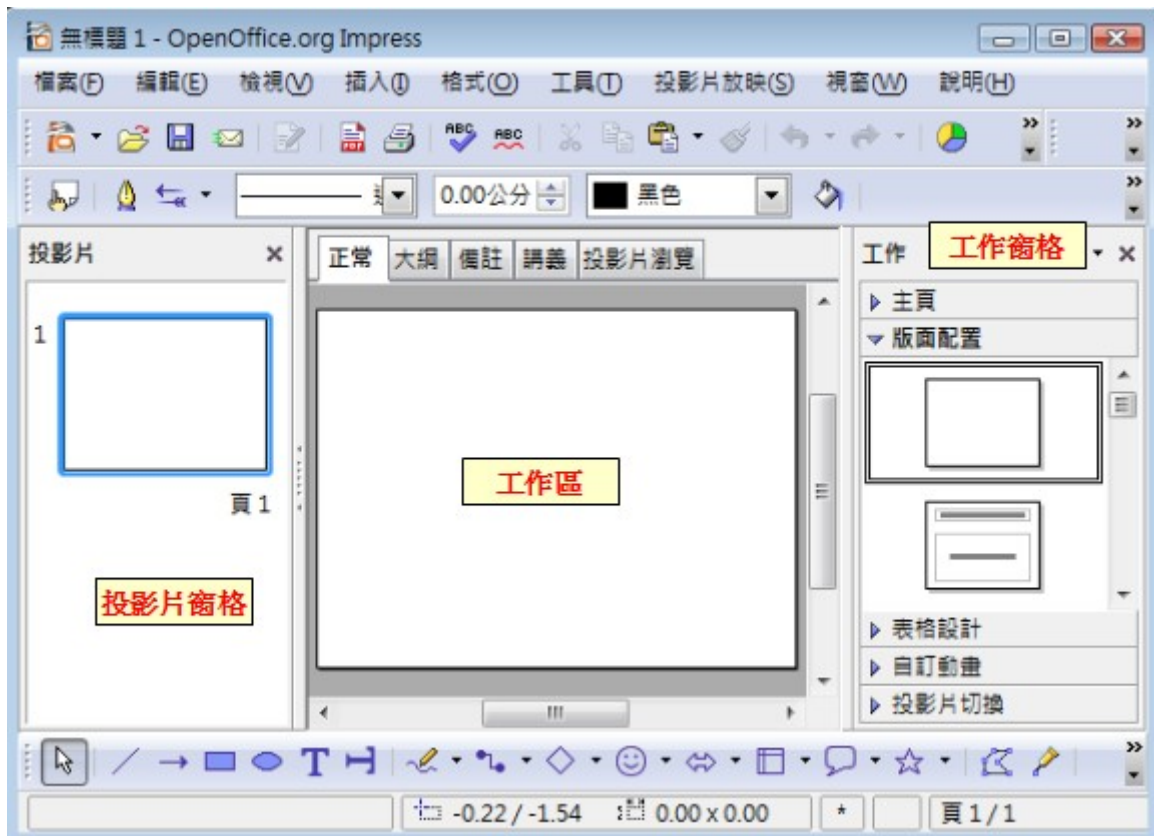 無標題 1 - OpenOffice.org Impress
檔案(F) 編輯(E) 檢視(V) 插入(I) 格式(O) 工具(T) 投影片放映(S) 視窗(W) 說明(H)
ABC ABC
0.00公分 黑色
投影片
正常 大綱 備註 講義 投影片瀏覽
工作 工作窗格
主頁
1
版面配置
工作區
頁 1
投影片窗格
表格設計
自訂動畫
投影片切換
T
-0.22 / -1.54 0.00 x 0.00 * 頁 1 / 1